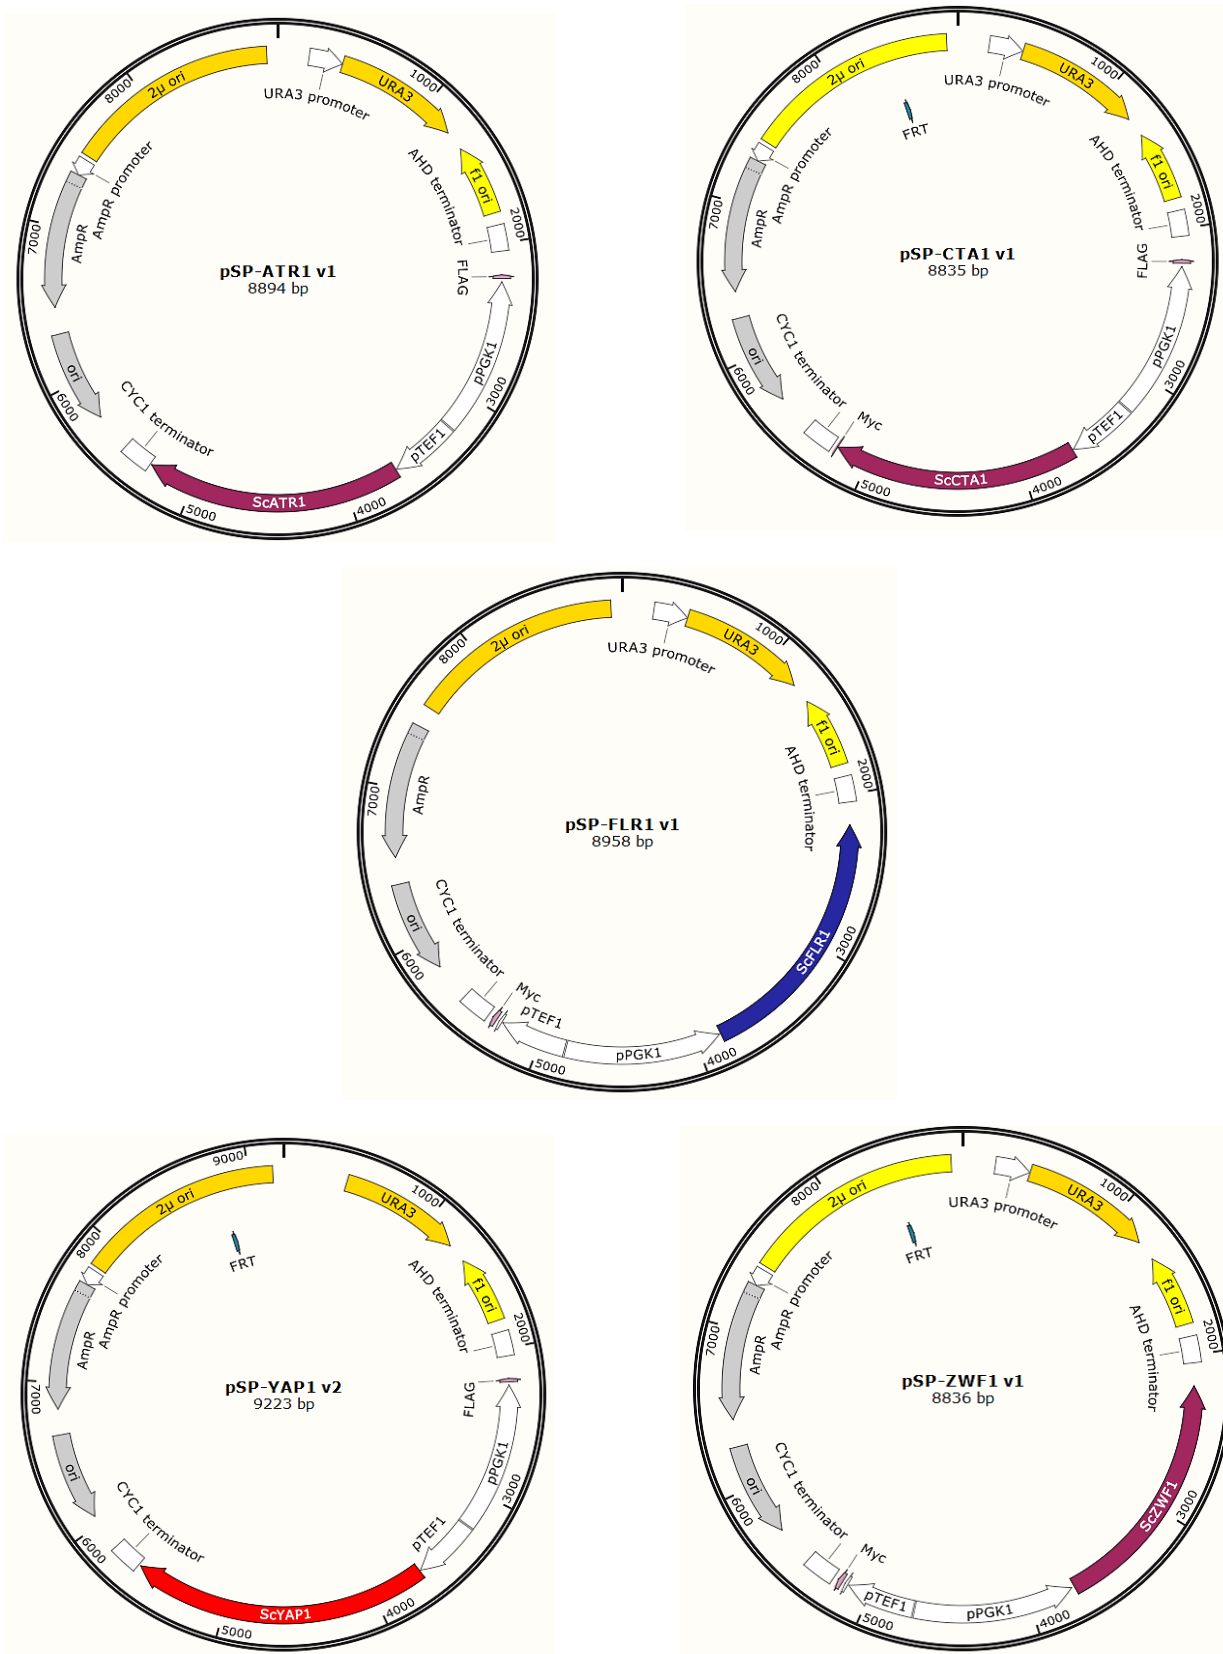 2μ ori
URA3 promoter
URA3
1000
f1 ori
2000
AHD terminator
FLAG
pPGK1
3000
pTEF1
4000
ScATR1
5000
CYC1 terminator
6000
ori
7000
AmpR
AmpR promoter
8000
pSP-ATR1 v1
8894 bp
2μ ori
FRT
URA3 promoter
URA3
1000
f1 ori
2000
AHD terminator
FLAG
pPGK1
3000
pTEF1
4000
ScCTA1
5000
Myc
CYC1 terminator
6000
ori
7000
AmpR
AmpR promoter
8000
pSP-CTA1 v1
8835 bp
2μ ori
URA3 promoter
URA3
1000
f1 ori
2000
AHD terminator
ScFLR1
3000
4000
pPGK1
pTEF1
5000
Myc
CYC1 terminator
6000
ori
7000
AmpR
8000
pSP-FLR1 v1
8958 bp
9000
2μ ori
FRT
URA3
1000
f1 ori
2000
AHD terminator
FLAG
pPGK1
3000
pTEF1
4000
ScYAP1
5000
CYC1 terminator
6000
ori
7000
AmpR
AmpR promoter
8000
pSP-YAP1 v2
9223 bp
2μ ori
FRT
URA3 promoter
URA3
1000
f1 ori
2000
AHD terminator
ScZWF1
3000
4000
pPGK1
pTEF1
5000
Myc
CYC1 terminator
6000
ori
7000
AmpR
AmpR promoter
8000
pSP-ZWF1 v1
8836 bp